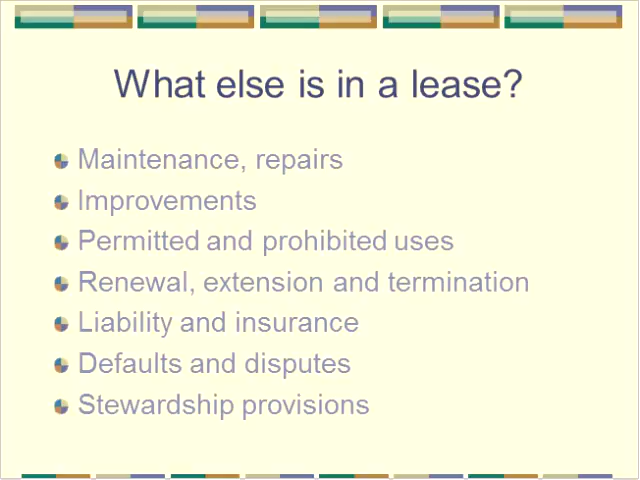 What else is in a lease?
Maintenance, repairs
Improvements
Permitted and prohibited uses
Renewal, extension and termination
Liability and insurance
Defaults and disputes
Stewardship provisions